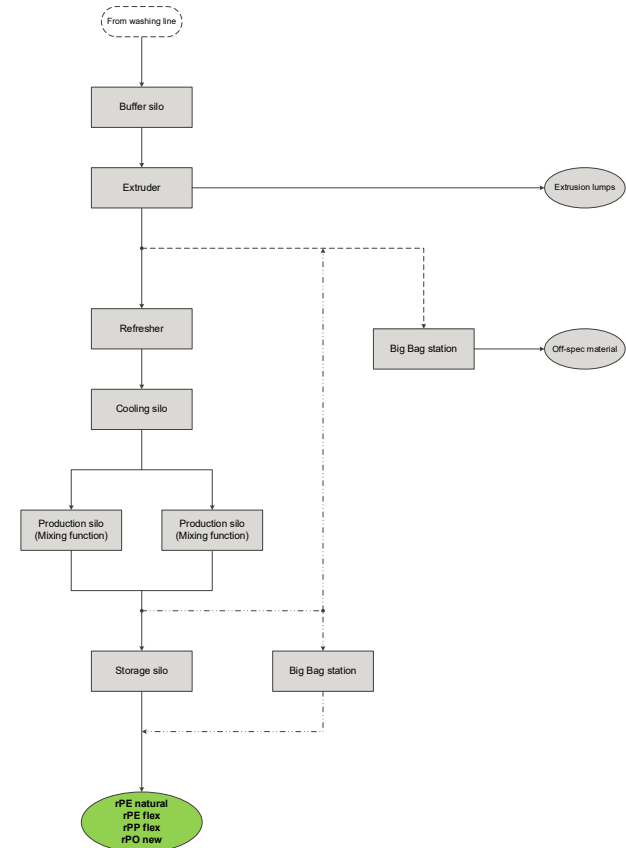 From washing line
Buffer silo
Extruder
Extrusion lumps
Refresher
Big Bag station
Off-spec material
Cooling silo
Production silo
(Mixing function)
Production silo
(Mixing function)
Storage silo
Big Bag station
rPE natural
rPE flex
rPP flex
rPO new